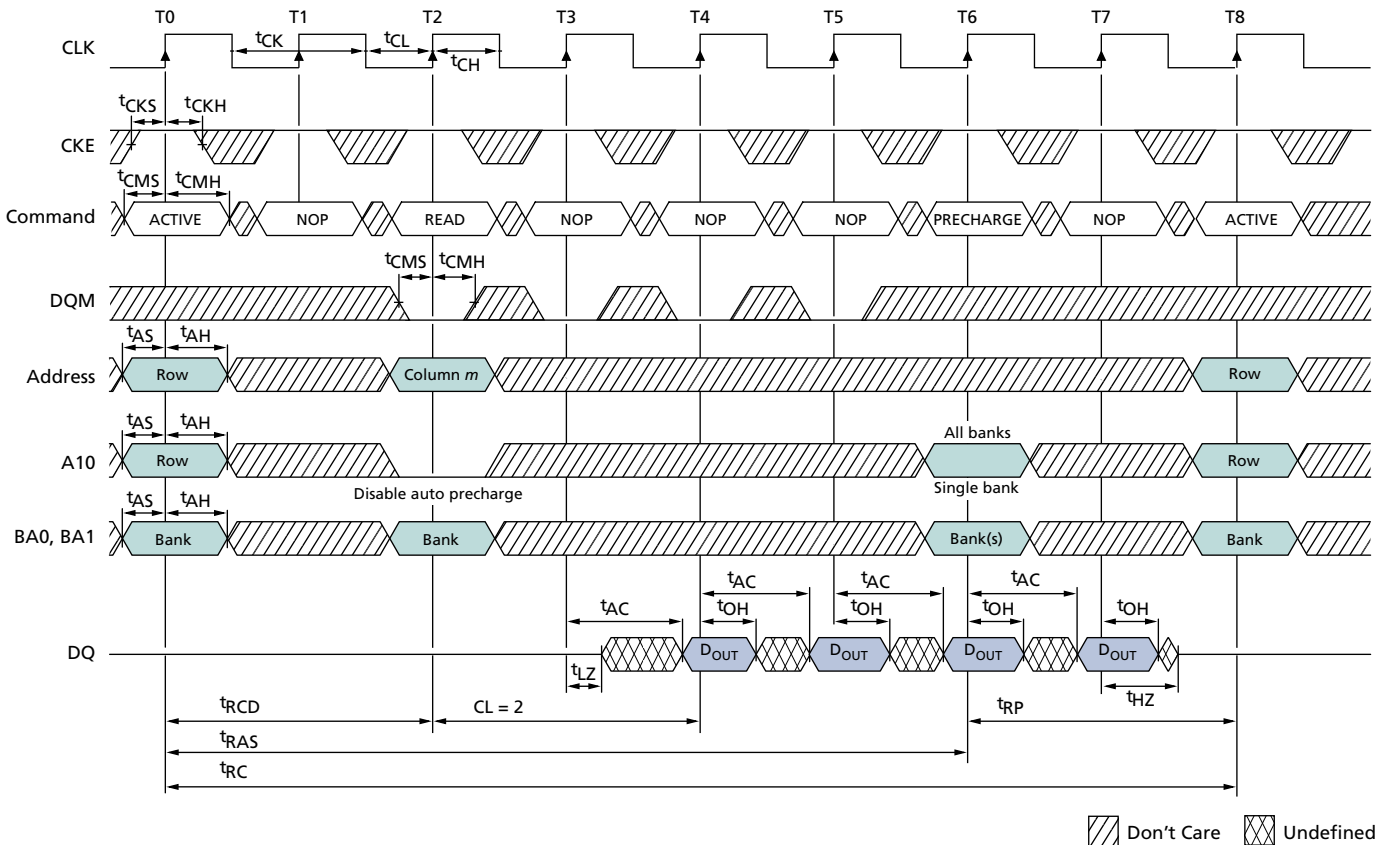 T0 T1 T2 T3 T4 T5 T6 T7 T8
CLK tCK tCL tCH
tCKS tCKH
CKE
tCMS tCMH
Command ACTIVE NOP READ NOP NOP NOP PRECHARGE NOP ACTIVE
tCMS tCMH
DQM
tAS tAH
Address Row Column m Row
tAS tAH All banks
A10 Row Row
Disable auto precharge Single bank
tAS tAH
BA0, BA1 Bank Bank Bank(s) Bank
tAC tAC tAC tAC
tOH tOH tOH tOH
DQ DOUT DOUT DOUT DOUT
tLZ tHZ
tRCD CL = 2 tRP
tRAS
tRC
Don't Care Undefined